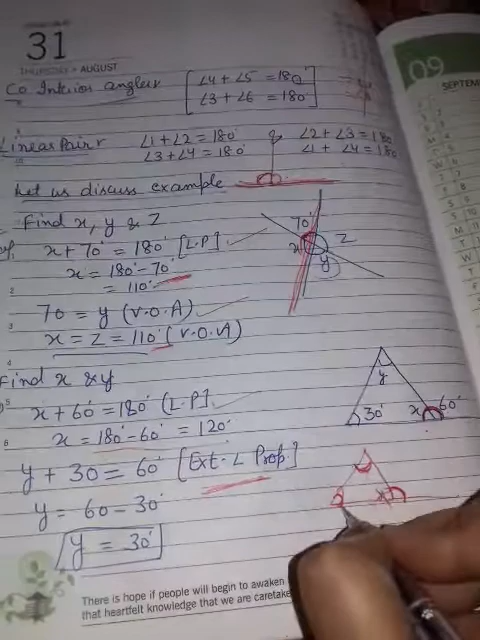 31
THURSDAY • AUGUST
09
SEPTEM
Co Interior angles [∠4 + ∠5 = 180°
∠3 + ∠6 = 180°]
Linear Pair ∠1 + ∠2 = 180° ∠2 + ∠3 = 180
∠3 + ∠4 = 180° ∠1 + ∠4 = 180
Let us discuss example
Find x, y & z
x + 70° = 180° [L.P]
x = 180° - 70°
= 110°
70 = y (V.O.A)
x = z = 110° (V.O.A)
70°
x
z
y
Find x & y
x + 60° = 180° (L.P]
x = 180° - 60° = 120°
y + 30 = 60° [Ext. ∠ Prop.]
y = 60 - 30°
y = 30°
y
30°
x
60°
There is hope if people will begin to awaken
that heartfelt knowledge that we are caretake